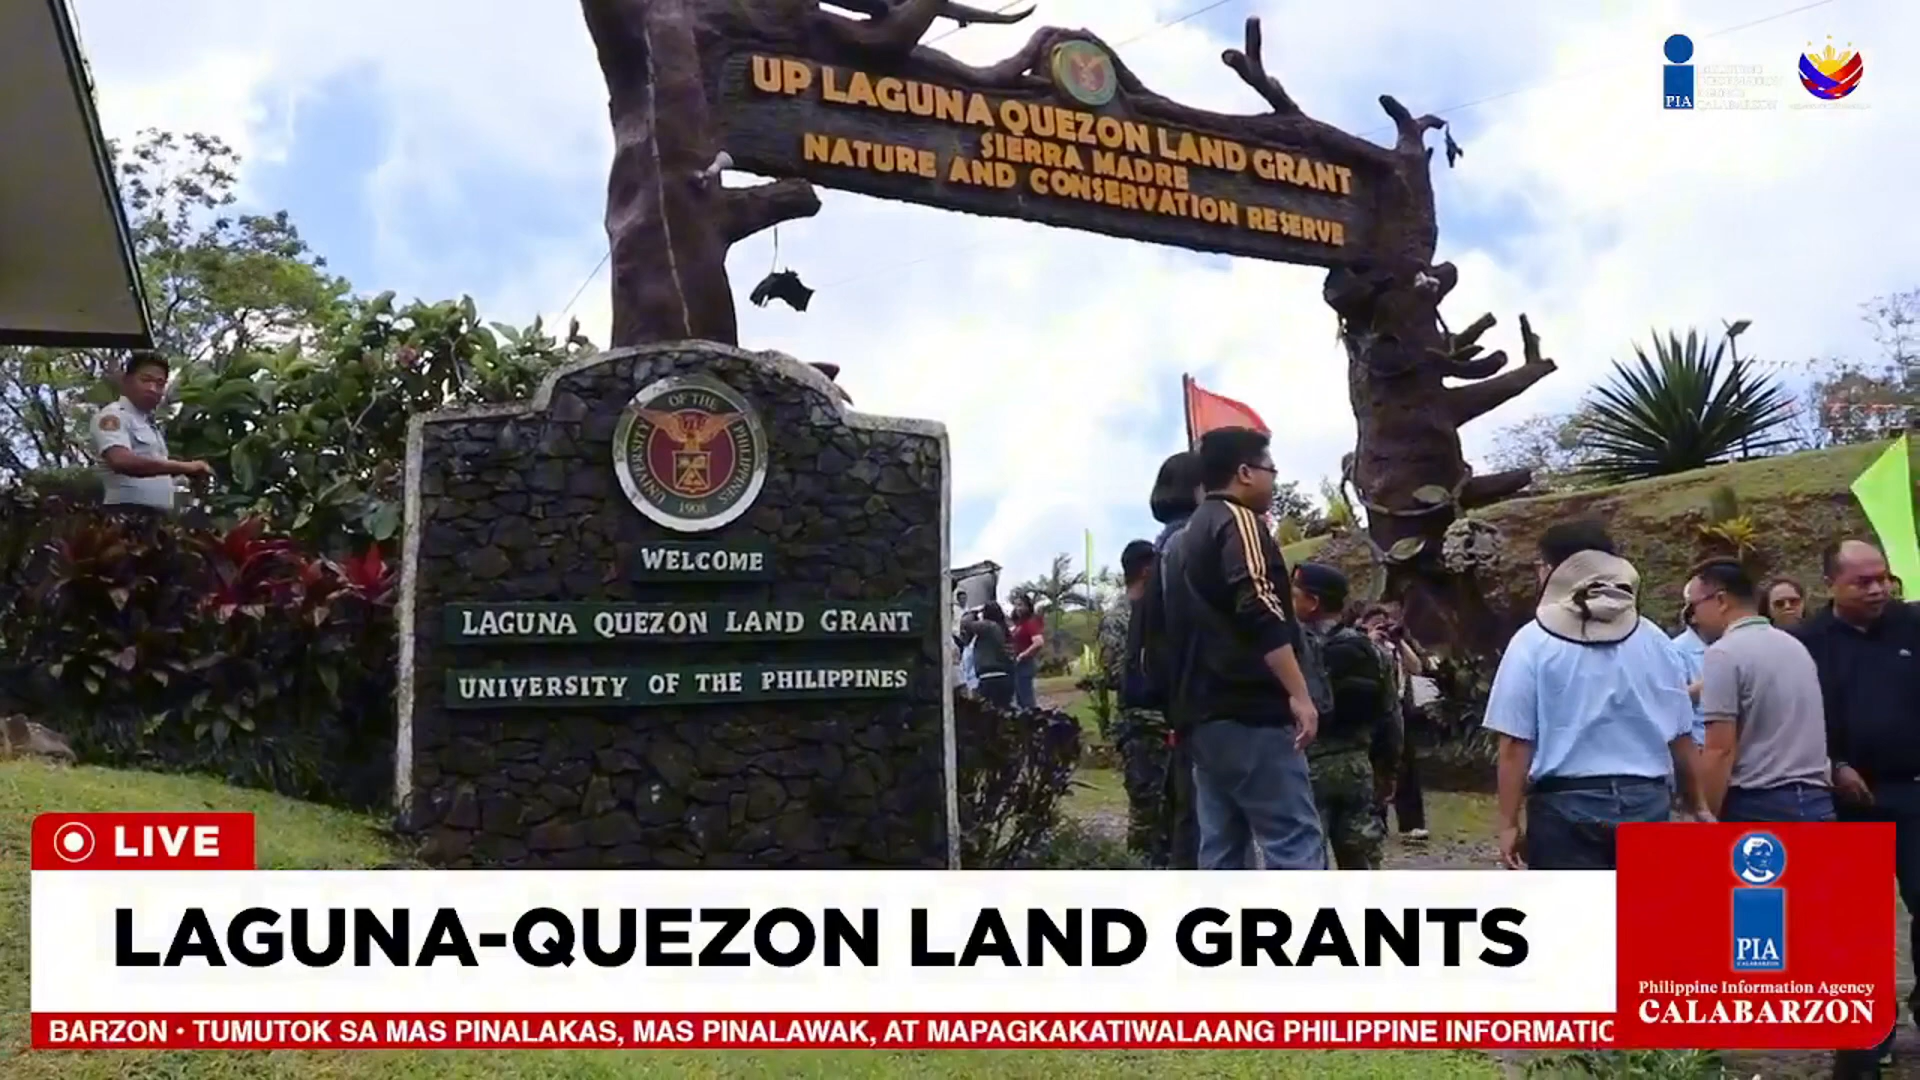 UP LAGUNA QUEZON LAND GRANT
SIERRA MADRE
NATURE AND CONSERVATION RESERVE
PIA
UNIVERSITY OF THE PHILIPPINES
1908
WELCOME
LAGUNA QUEZON LAND GRANT
UNIVERSITY OF THE PHILIPPINES
LIVE
LAGUNA-QUEZON LAND GRANTS
PIA
CALABARZON
Philippine Information Agency
CALABARZON
BARZON • TUMUTOK SA MAS PINALAKAS, MAS PINALAWAK, AT MAPAGKAKATIWALAANG PHILIPPINE INFORMATIC